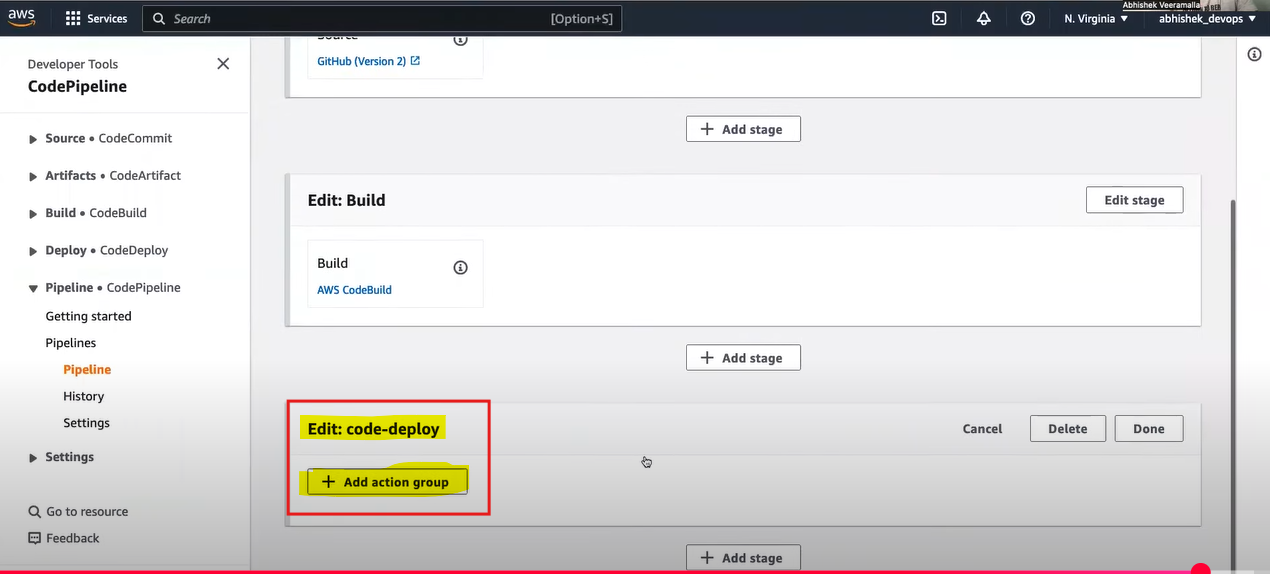 Abhishek Veeramalla
aws
Services
Search
[Option+S]
N. Virginia
abhishek_devops
Developer Tools
CodePipeline
Source • CodeCommit
Artifacts • CodeArtifact
Build • CodeBuild
Deploy • CodeDeploy
Pipeline • CodePipeline
Getting started
Pipelines
Pipeline
History
Settings
Settings
Go to resource
Feedback
Source
GitHub (Version 2)
+ Add stage
Edit: Build
Edit stage
Build
AWS CodeBuild
+ Add stage
Edit: code-deploy
Cancel
Delete
Done
+ Add action group
+ Add stage